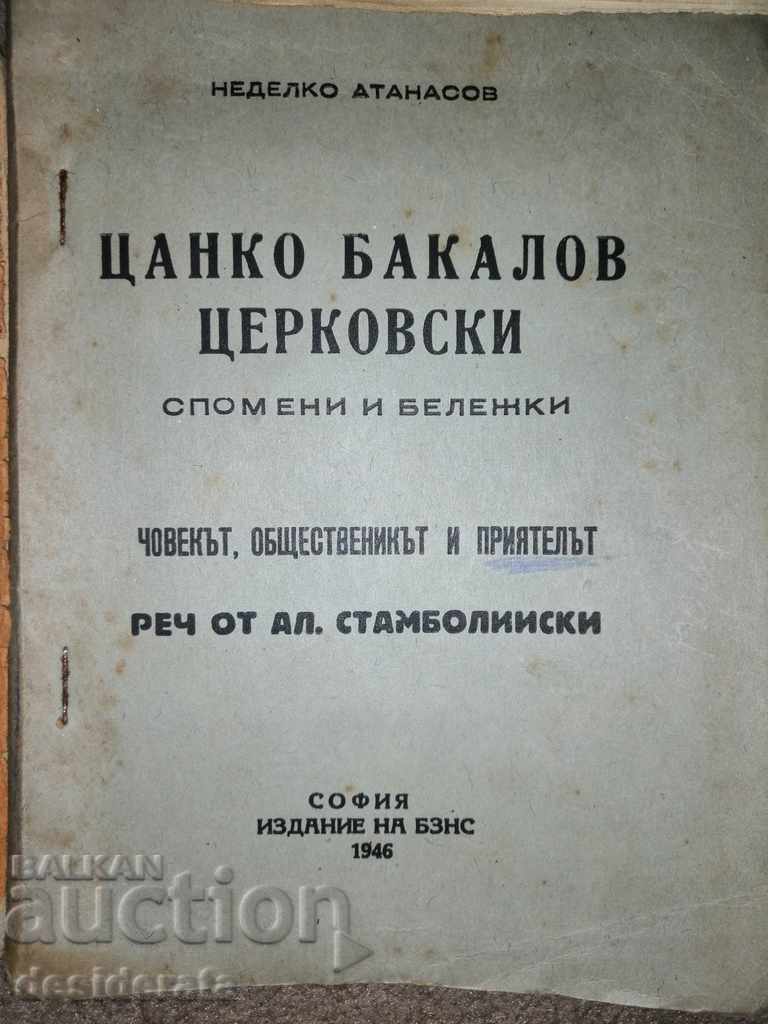 НЕДЕЛКО АТАНАСОВ
ЦАНКО БАКАЛОВ
ЦЕРКОВСКИ
СПОМЕНИ И БЕЛЕЖКИ
ЧОВЕКЪТ, ОБЩЕСТВЕНИКЪТ И ПРИЯТЕЛЪТ
РЕЧ ОТ АЛ. СТАМБОЛИИСКИ
СОФИЯ
ИЗДАНИЕ НА БЗНС
1946
BALKAN
auction
desiderata